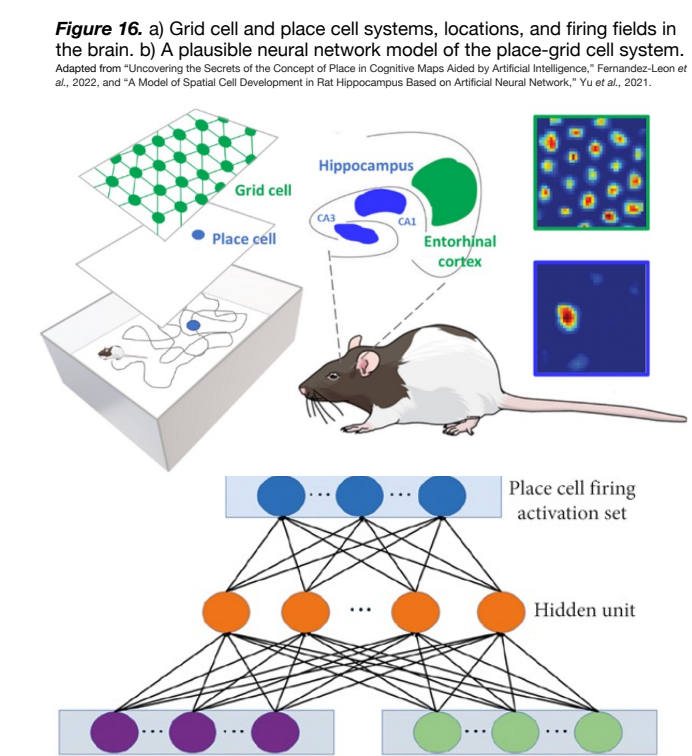 Figure 16. a) Grid cell and place cell systems, locations, and firing fields in
the brain. b) A plausible neural network model of the place-grid cell system.
Adapted from “Uncovering the Secrets of the Concept of Place in Cognitive Maps Aided by Artificial Intelligence,” Fernandez-Leon et
al., 2022, and “A Model of Spatial Cell Development in Rat Hippocampus Based on Artificial Neural Network,” Yu et al., 2021.
Grid cell
Place cell
Hippocampus
CA3
CA1
Entorhinal
cortex
Place cell firing
activation set
Hidden unit